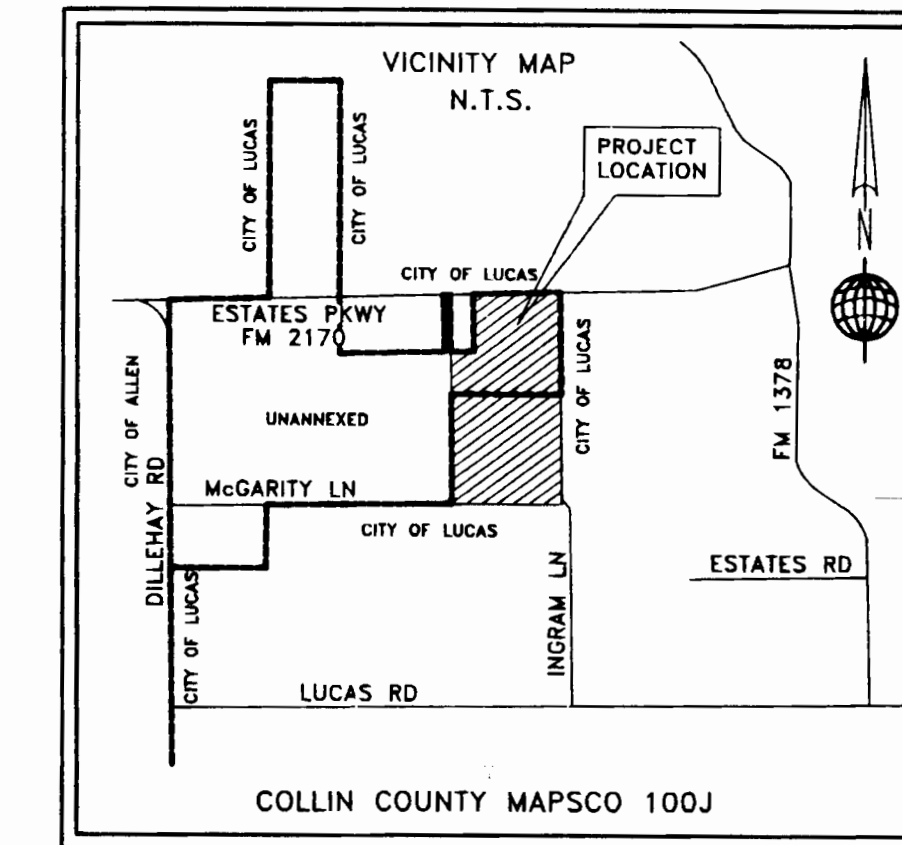 VICINITY MAP
N.T.S.
PROJECT
LOCATION
CITY OF LUCAS
CITY OF LUCAS
N
CITY OF LUCAS
ESTATES PKWY
FM 2170
CITY OF LUCAS
CITY OF ALLEN
FM 1378
UNANNEXED
DILLEHAY RD
McGARITY LN
CITY OF LUCAS
INGRAM LN
ESTATES RD
CITY OF LUCAS
LUCAS RD
COLLIN COUNTY MAPSCO 100J